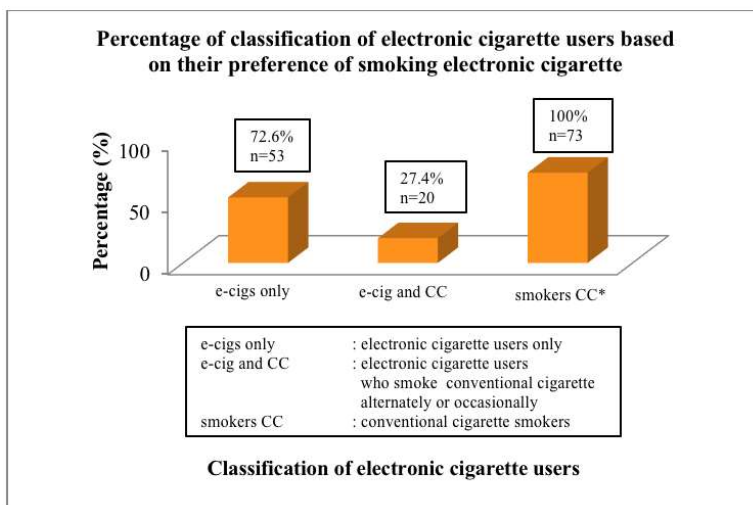 Percentage of classification of electronic cigarette users based
on their preference of smoking electronic cigarette
72.6%
n=53
27.4%
n=20
100%
n=73
Percentage (%)
100
50
0
e-cigs only
e-cig and CC
smokers CC*
e-cigs only : electronic cigarette users only
e-cig and CC : electronic cigarette users
who smoke conventional cigarette
alternately or occasionally
smokers CC : conventional cigarette smokers
Classification of electronic cigarette users